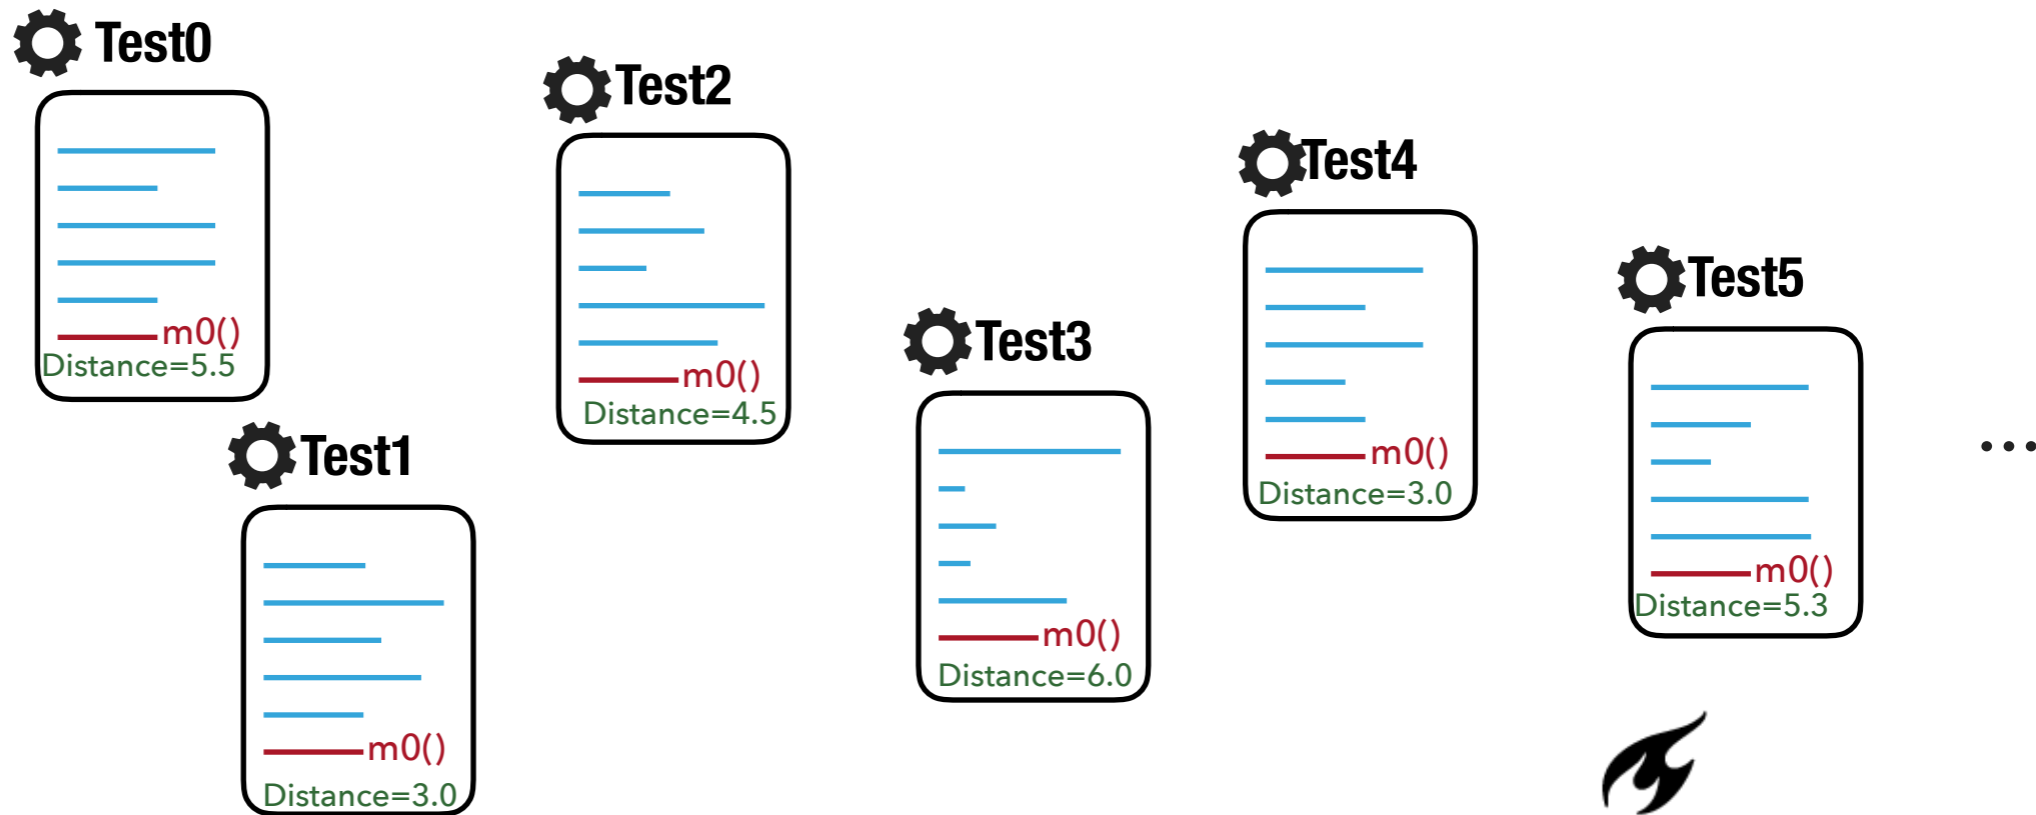 Test0
m0()
Distance=5.5
Test1
m0()
Distance=3.0
Test2
m0()
Distance=4.5
Test3
m0()
Distance=6.0
Test4
m0()
Distance=3.0
Test5
m0()
Distance=5.3
...